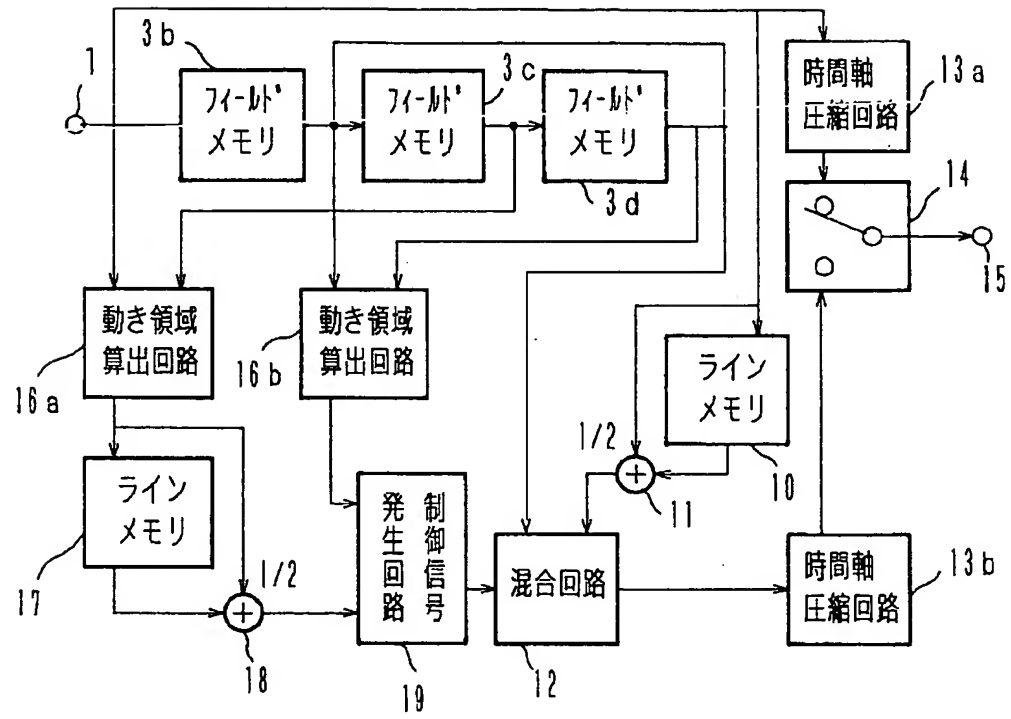 3b
1
フィールド
メモリ
3c
フィールド
メモリ
フィールド
メモリ
3d
時間軸
圧縮回路
13a
14
15
動き領域
算出回路
16a
動き領域
算出回路
16b
ライン
メモリ
10
1/2
11
ライン
メモリ
17
1/2
18
制御信号
発生回路
19
混合回路
12
時間軸
圧縮回路
13b